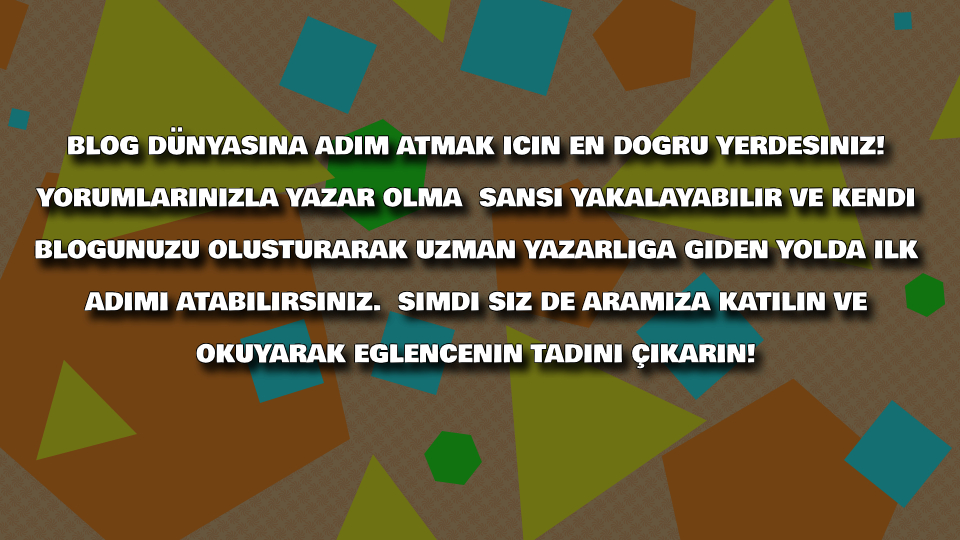 BLOG DÜNYASINA ADIM ATMAK ICIN EN DOGRU YERDESINIZ!
YORUMLARINIZLA YAZAR OLMA  SANSI YAKALAYABILIR VE KENDI
BLOGUNUZU OLUSTURARAK UZMAN YAZARLIGA GIDEN YOLDA ILK
ADIMI ATABILIRSINIZ.  SIMDI SIZ DE ARAMIZA KATILIN VE
OKUYARAK EGLENCENIN TADINI ÇIKARIN!